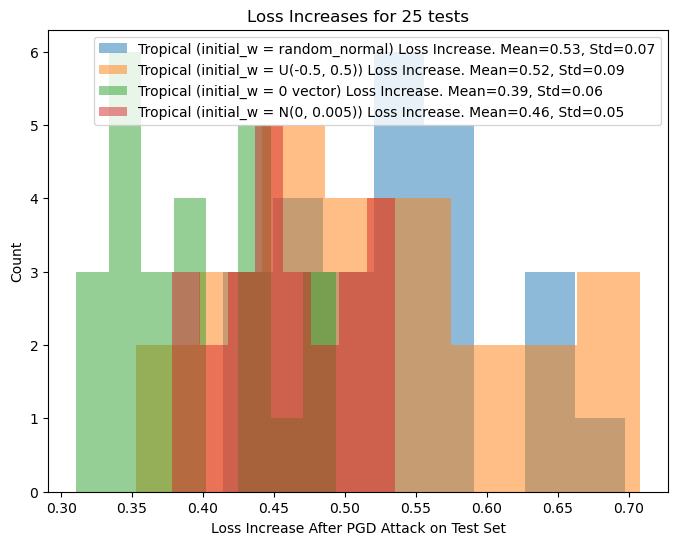 Loss Increases for 25 tests
Tropical (initial_w = random_normal) Loss Increase. Mean=0.53, Std=0.07
Tropical (initial_w = U(-0.5, 0.5)) Loss Increase. Mean=0.52, Std=0.09
Tropical (initial_w = 0 vector) Loss Increase. Mean=0.39, Std=0.06
Tropical (initial_w = N(0, 0.005)) Loss Increase. Mean=0.46, Std=0.05
Count
6
5
4
3
2
1
0
0.30 0.35 0.40 0.45 0.50 0.55 0.60 0.65 0.70
Loss Increase After PGD Attack on Test Set